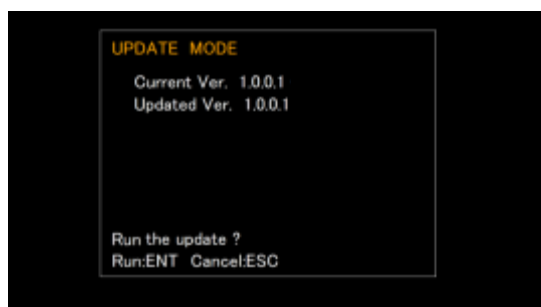 UPDATE MODE
Current Ver. 1.0.0.1
Updated Ver. 1.0.0.1
Run the update ?
Run:ENT Cancel:ESC